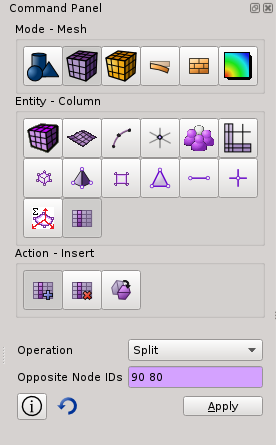 Command Panel
Mode - Mesh
Entity - Column
Action - Insert
Operation Split
Opposite Node IDs 90 80
Apply